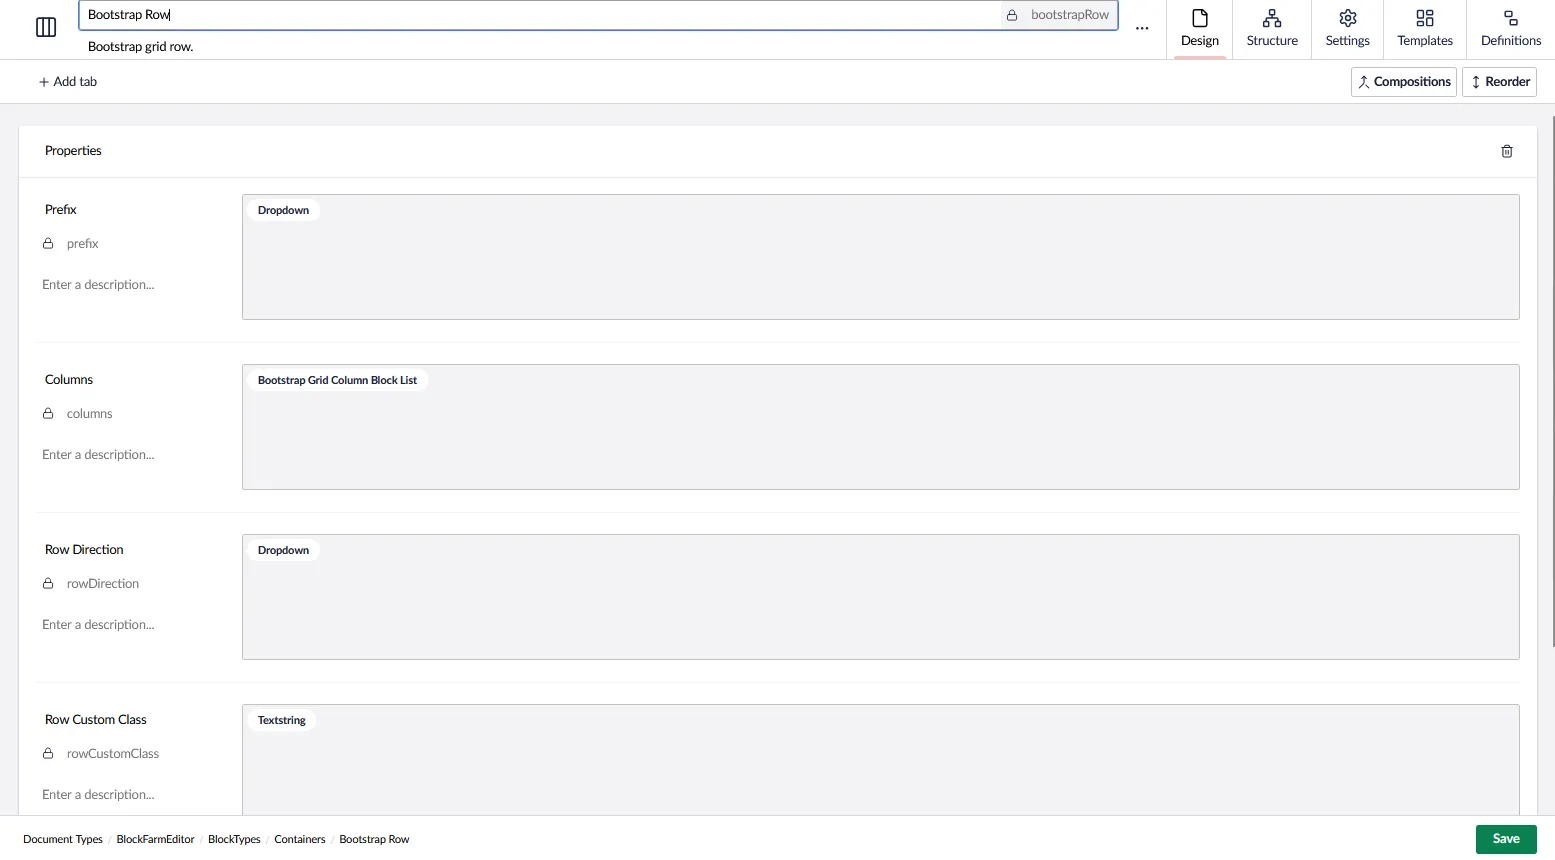 Bootstrap Row
bootstrapRow
...
Bootstrap grid row.
Design
Structure
Settings
Templates
Definitions
+ Add tab
Compositions
Reorder
Properties
Prefix
prefix
Enter a description...
Dropdown
Columns
columns
Enter a description...
Bootstrap Grid Column Block List
Row Direction
rowDirection
Enter a description...
Dropdown
Row Custom Class
rowCustomClass
Enter a description...
Textstring
Document Types / BlockFarmEditor / BlockTypes / Containers / Bootstrap Row
Save